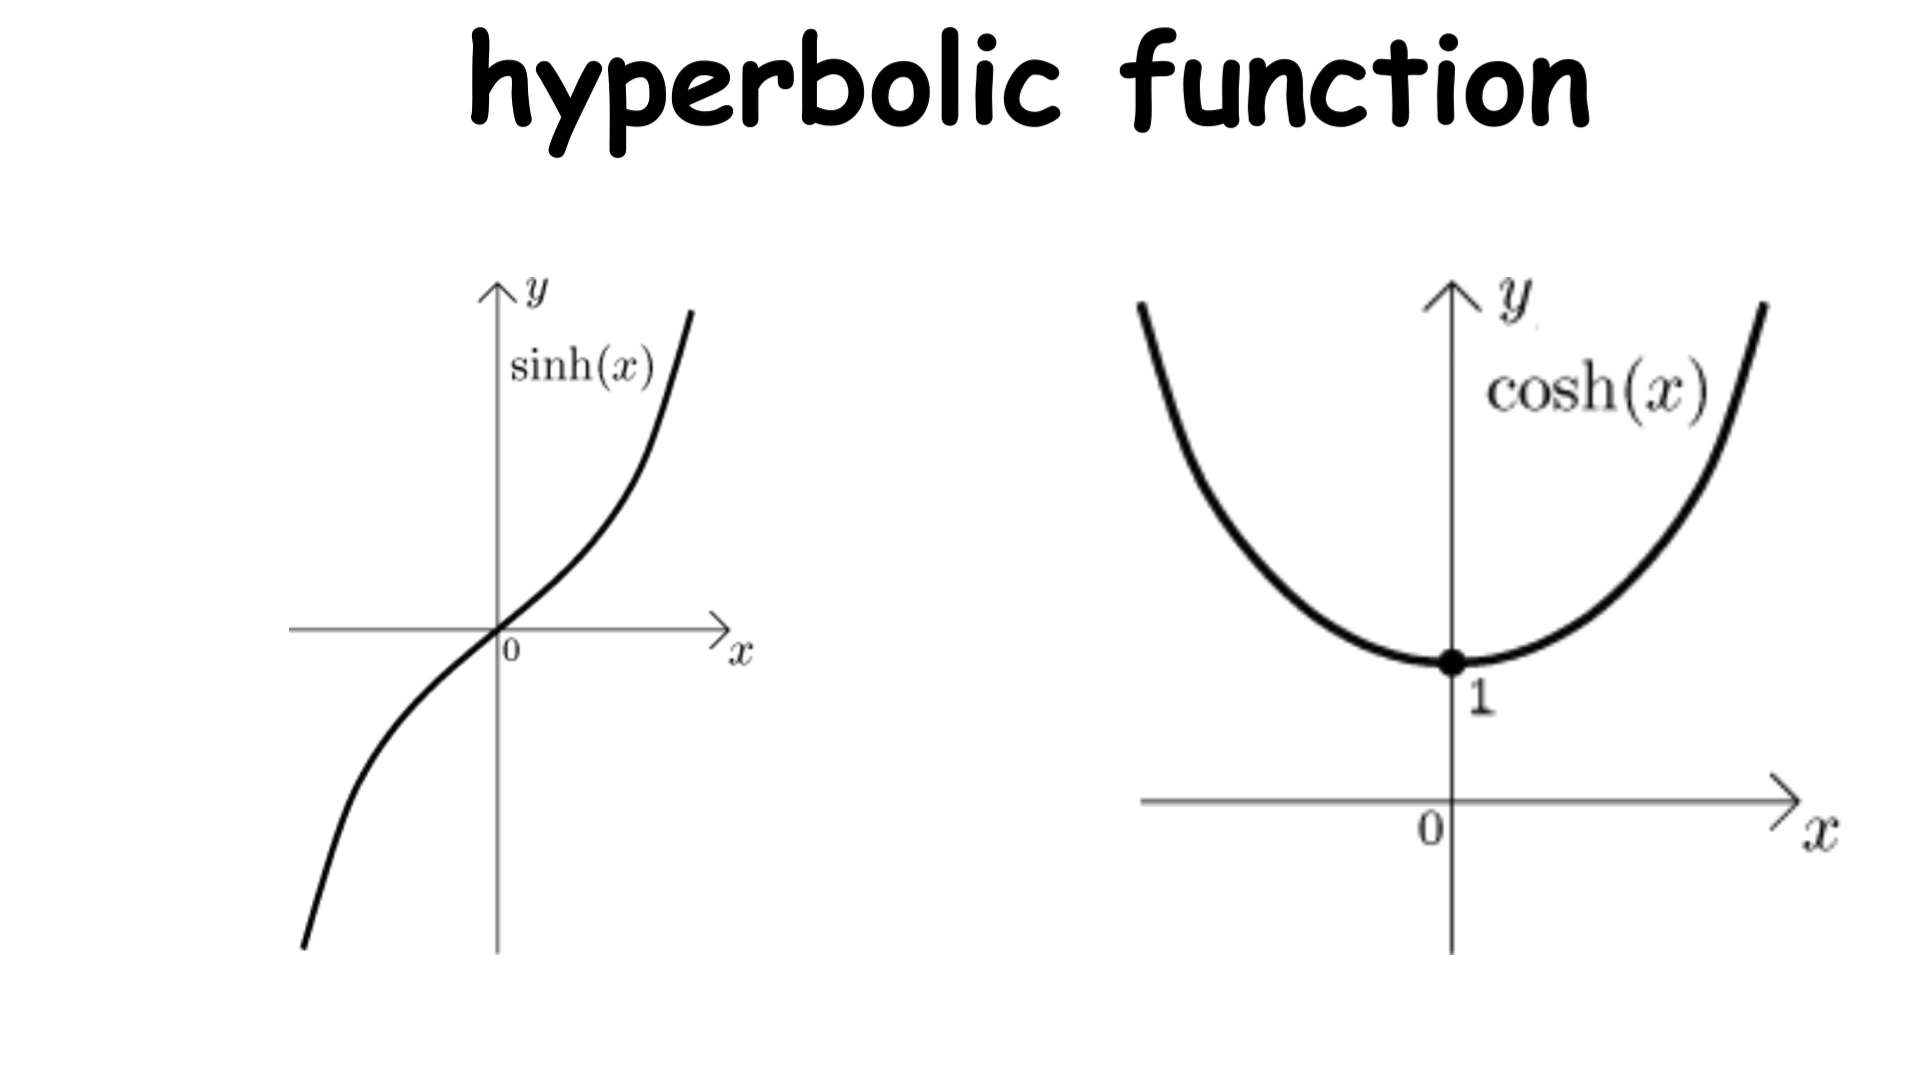 hyperbolic function
y
sinh(x)
0
x
y
cosh(x)
1
0
x